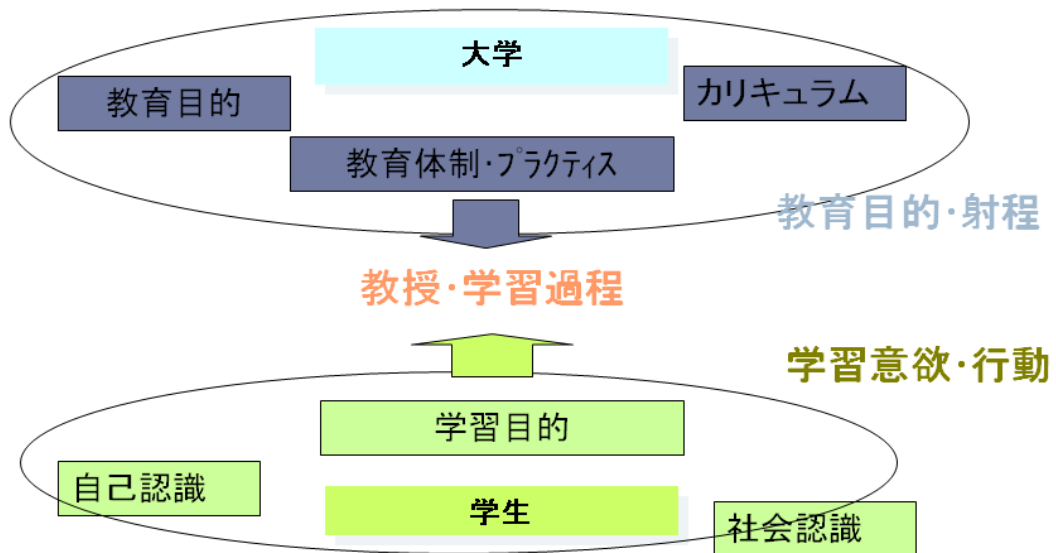 大学
教育目的
カリキュラム
教育体制・プラクティス
教育目的・射程
教授・学習過程
学習意欲・行動
学習目的
自己認識
学生
社会認識